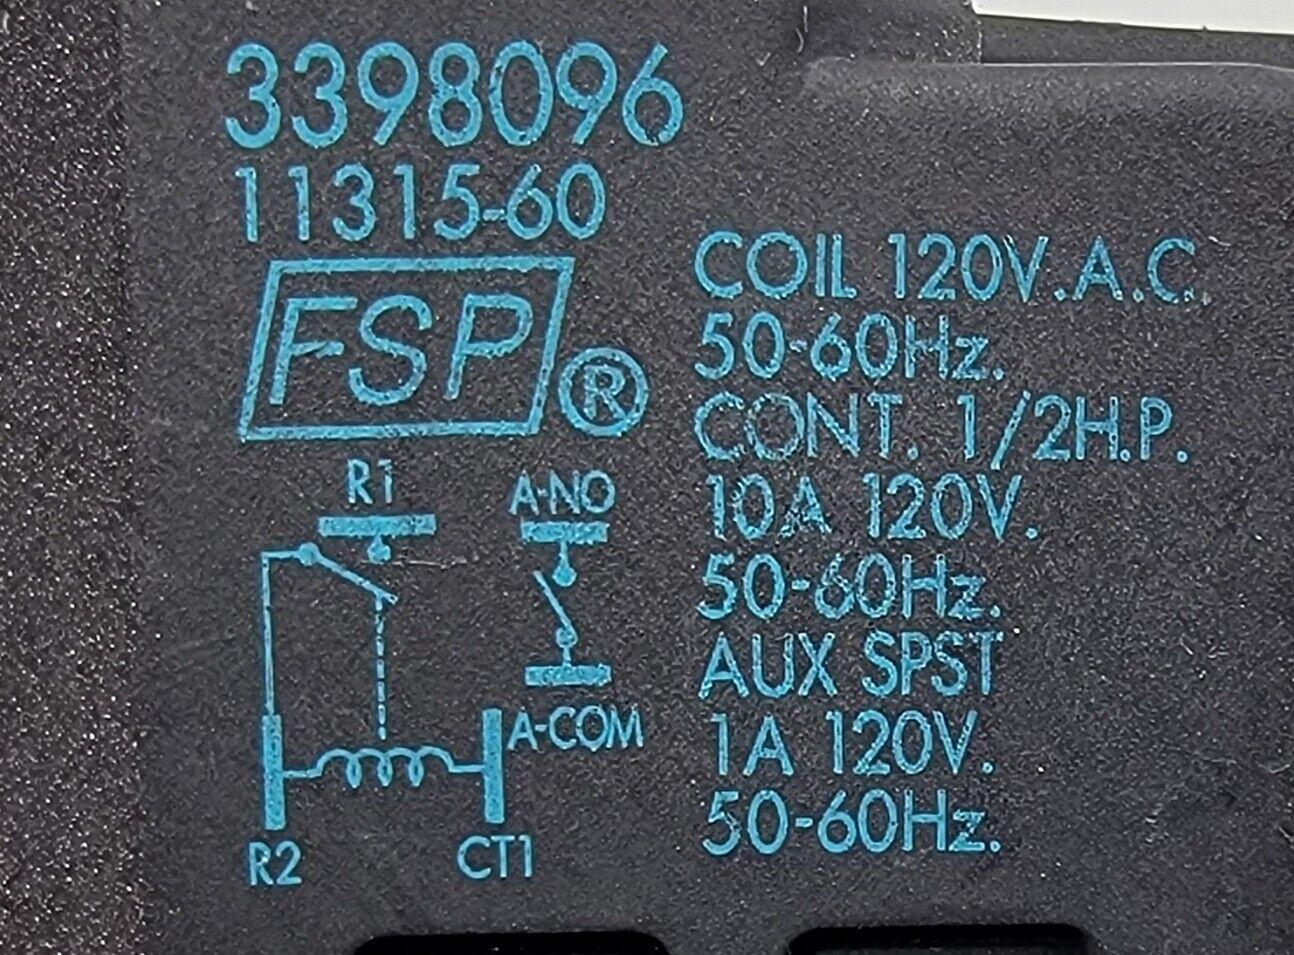 3398096
11315-60
FSP®
R1
A-NO
A-COM
R2
CT1
COIL 120V.A.C.
50-60Hz.
CONT. 1/2H.P.
10A 120V.
50-60Hz.
AUX SPST
1A 120V.
50-60Hz.